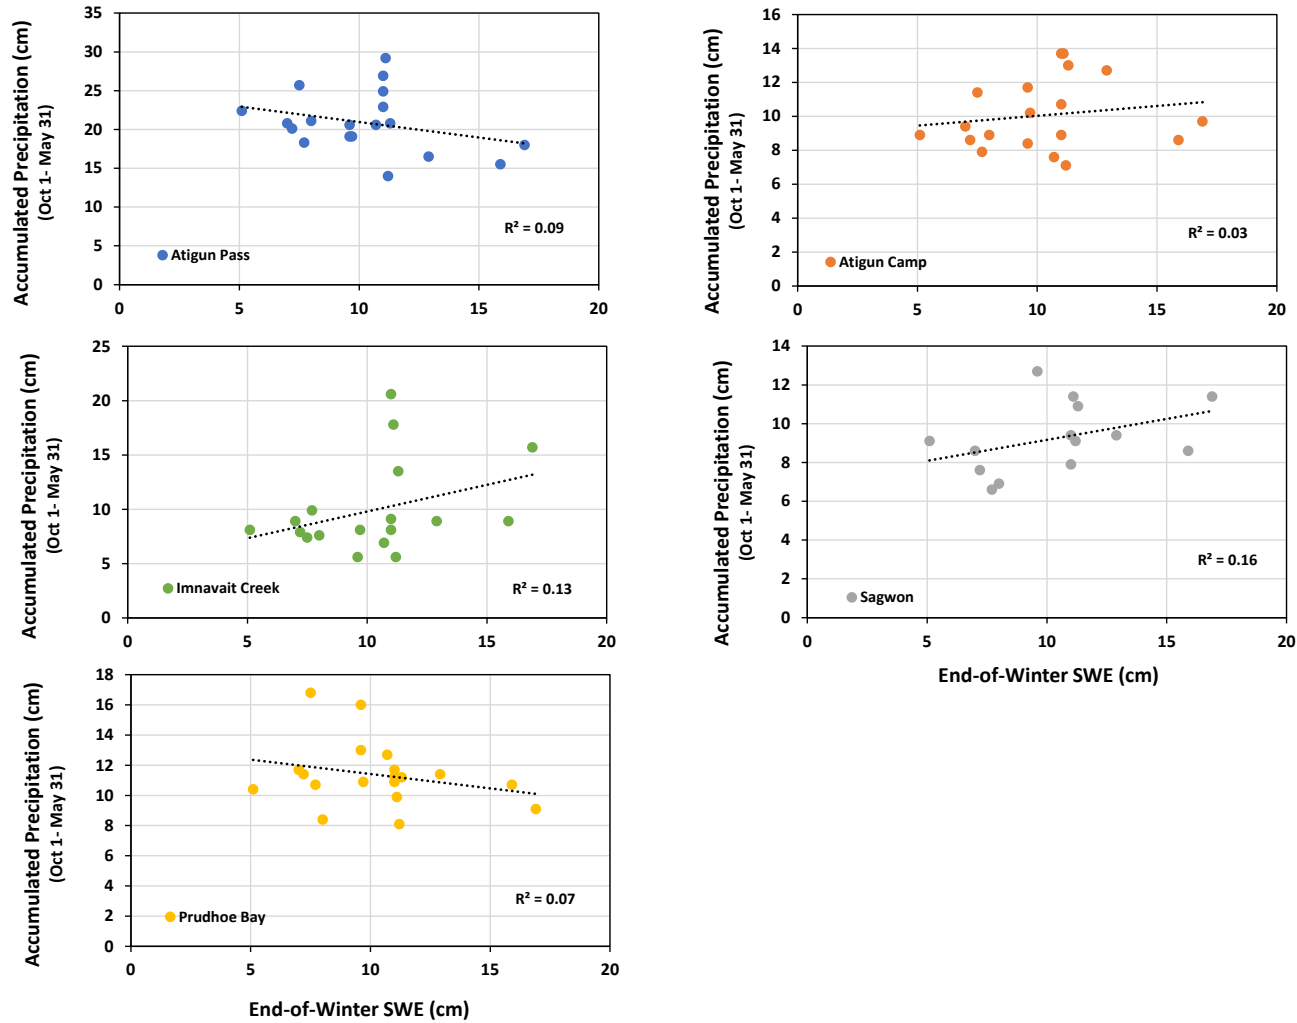 Accumulated Precipitation (cm)
(Oct 1- May 31)
35
30
25
20
15
10
5
0
0 5 10 15 20
Atigun Pass
R² = 0.09
Accumulated Precipitation (cm)
(Oct 1- May 31)
16
14
12
10
8
6
4
2
0
0 5 10 15 20
Atigun Camp
R² = 0.03
Accumulated Precipitation (cm)
(Oct 1- May 31)
25
20
15
10
5
0
0 5 10 15 20
Imnavait Creek
R² = 0.13
Accumulated Precipitation (cm)
(Oct 1- May 31)
14
12
10
8
6
4
2
0
0 5 10 15 20
Sagwon
R² = 0.16
End-of-Winter SWE (cm)
Accumulated Precipitation (cm)
(Oct 1- May 31)
18
16
14
12
10
8
6
4
2
0
0 5 10 15 20
Prudhoe Bay
R² = 0.07
End-of-Winter SWE (cm)